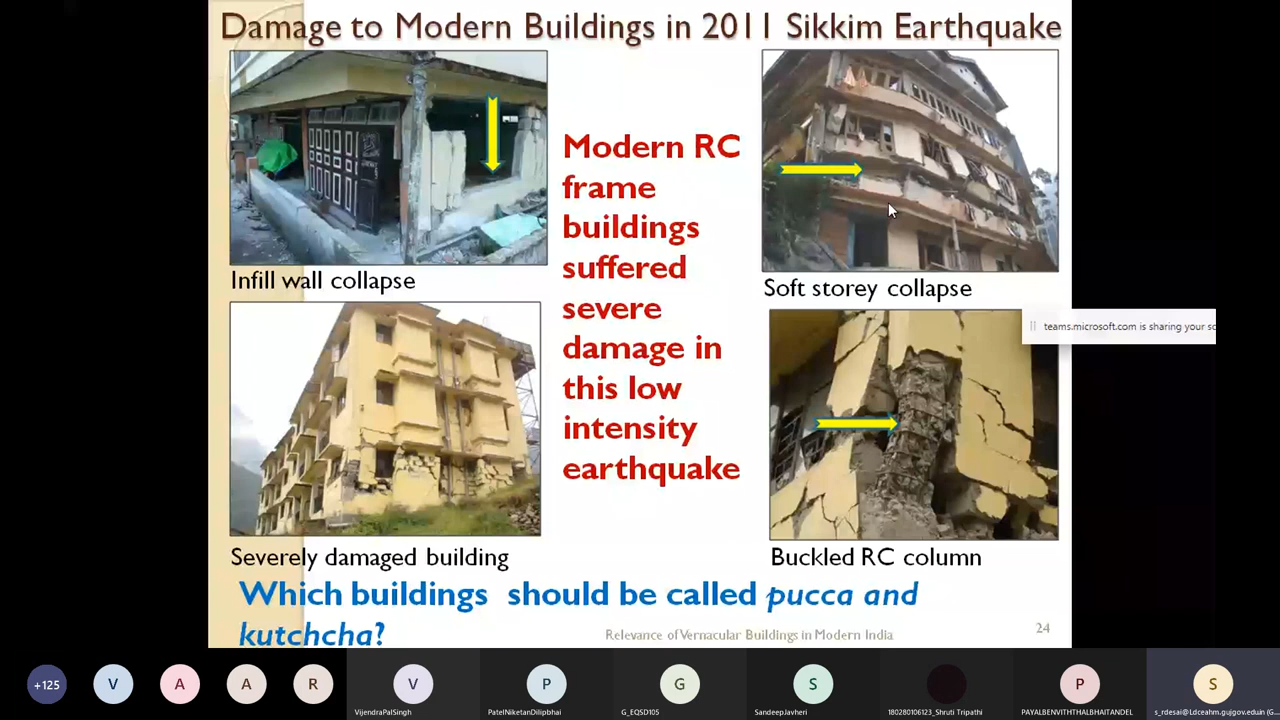 Damage to Modern Buildings in 2011 Sikkim Earthquake
Infill wall collapse
Modern RC
frame
buildings
suffered
severe
damage in
this low
intensity
earthquake
Soft storey collapse
teams.microsoft.com is sharing your sc
Severely damaged building
Buckled RC column
Which buildings should be called pucca and
kutchcha?
Relevance of Vernacular Buildings in Modern India
24
+125
V
A
A
R
V
VijendraPalSingh
P
PatelNiketanDilipbhai
G
G_EQSD105
S
SandeepJavheri
180280106123_Shruti Tripathi
P
PAYALBENVITHTHALBHAITANDEL
S
s_rdesai@Ldceahm.gujgov.eduin (G...